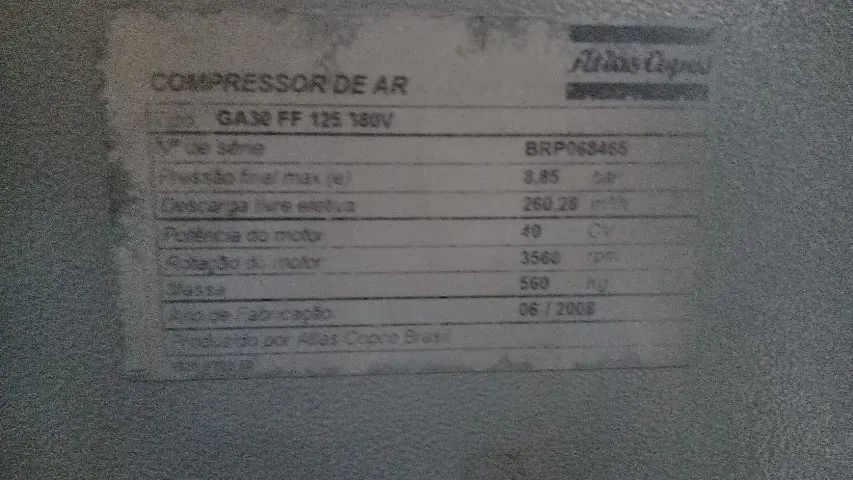 Atlas Copco
COMPRESSOR DE AR
GA30 FF 125 380V
Nº de série BRP068465
Pressão final max (e) 8,85 bar
Descarga livre efetiva 260.28 m³/h
Potência do motor 40 CV
Rotação do motor 3560 rpm
Massa 560 Kg
Ano de Fabricação 06 / 2008
Produzido por Atlas Copco Brasil